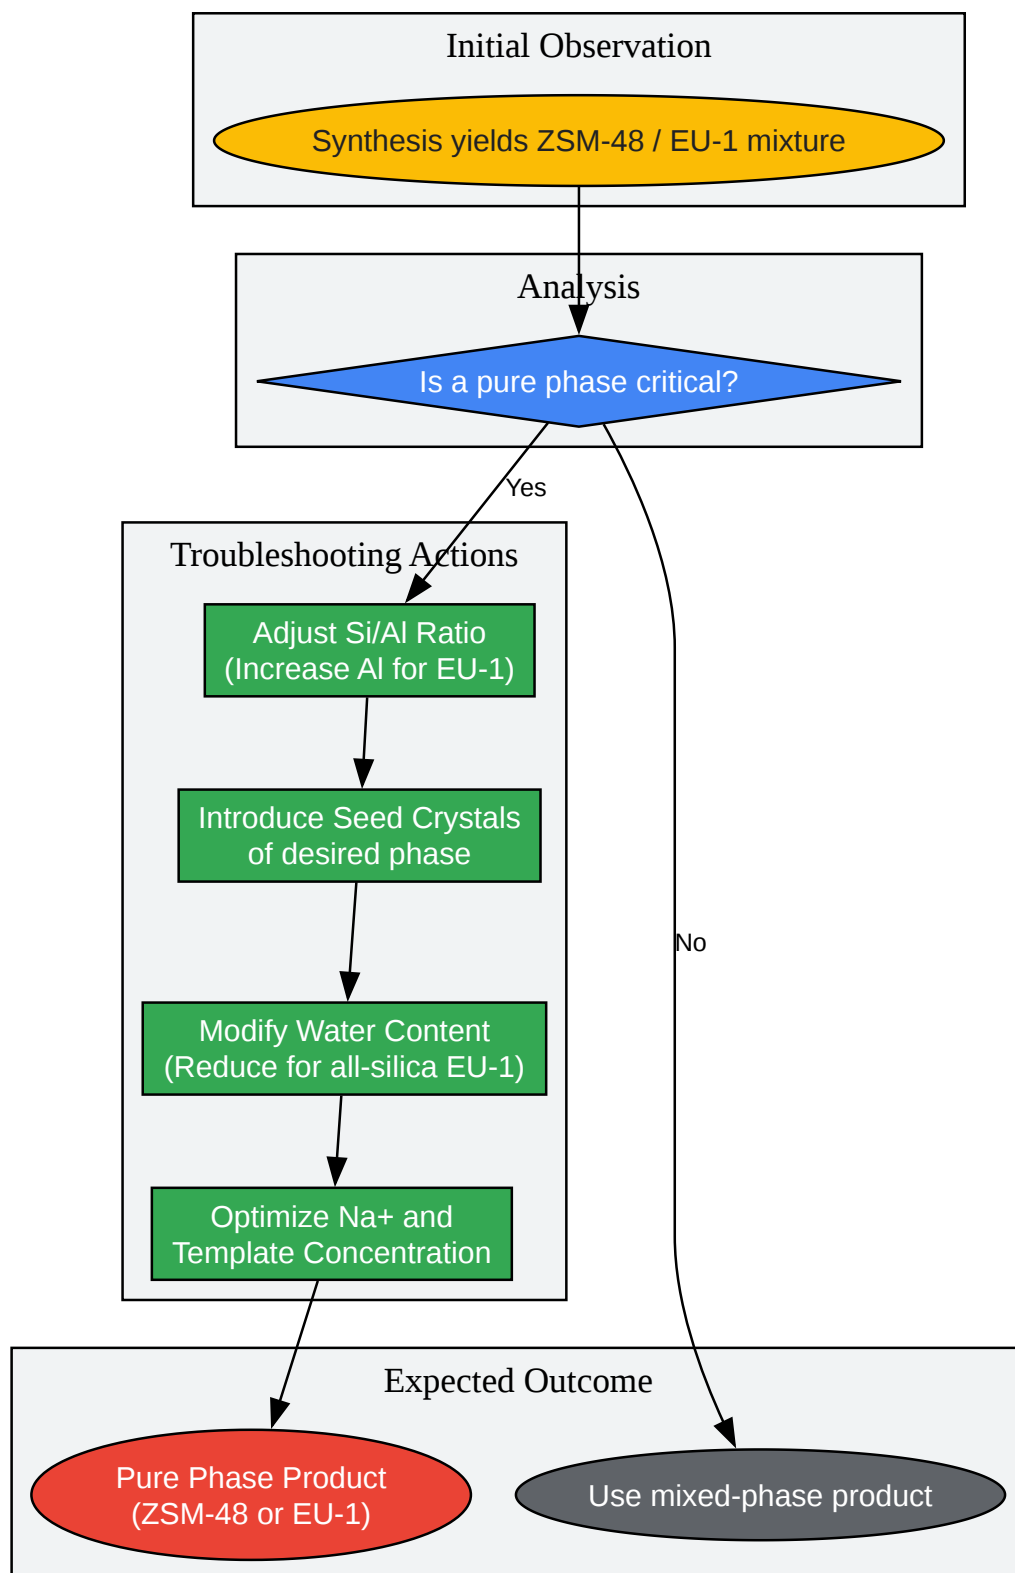 Initial Observation
Synthesis yields ZSM-48 / EU-1 mixture
Analysis
Is a pure phase critical?
Yes
Troubleshooting Actions
Adjust Si/Al Ratio
(Increase Al for EU-1)
Introduce Seed Crystals
of desired phase
No
Modify Water Content
(Reduce for all-silica EU-1)
Optimize Na+ and
Template Concentration
Expected Outcome
Pure Phase Product
(ZSM-48 or EU-1)
Use mixed-phase product